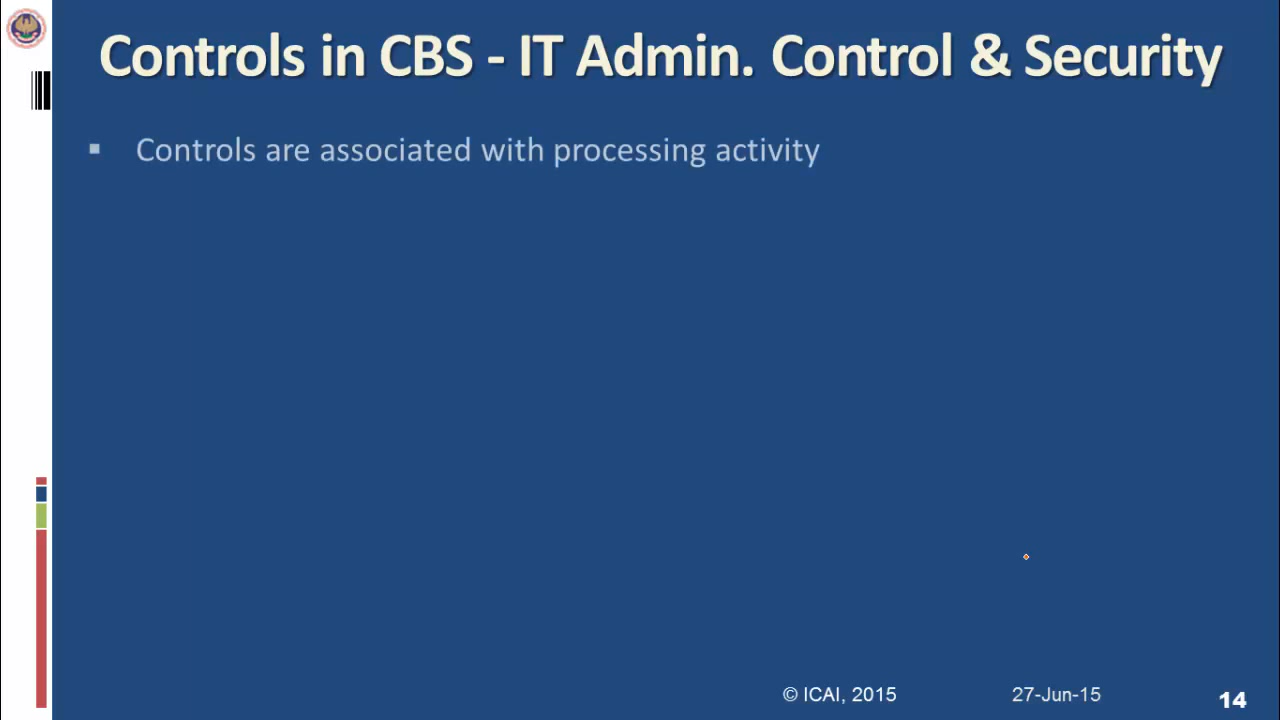 Controls in CBS - IT Admin. Control & Security
▪ Controls are associated with processing activity
© ICAI, 2015 27-Jun-15 14